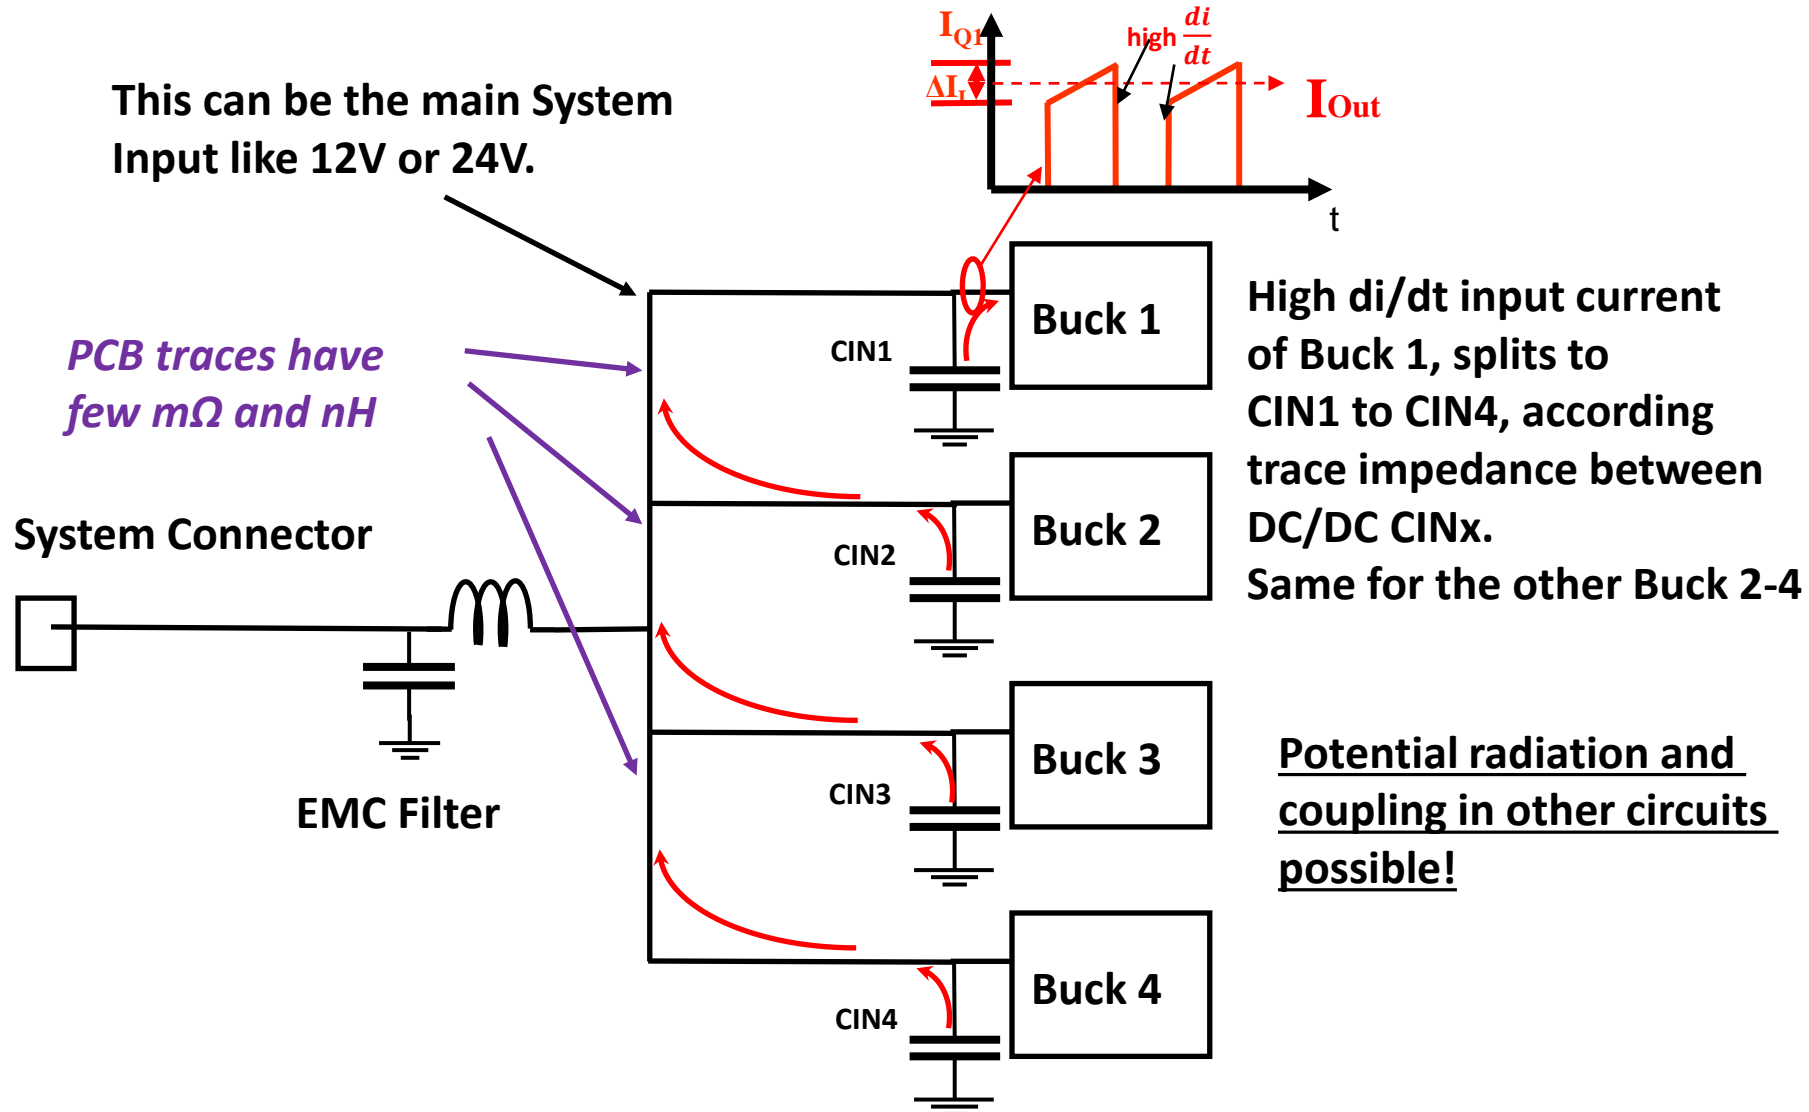 I_Q1
high di/dt
ΔI_L
I_Out
t
This can be the main System
Input like 12V or 24V.
PCB traces have
few mΩ and nH
System Connector
EMC Filter
CIN1
Buck 1
CIN2
Buck 2
CIN3
Buck 3
CIN4
Buck 4
High di/dt input current
of Buck 1, splits to
CIN1 to CIN4, according
trace impedance between
DC/DC CINx.
Same for the other Buck 2-4
Potential radiation and
coupling in other circuits
possible!